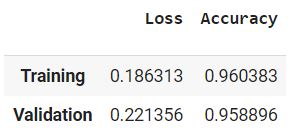 Loss Accuracy
Training 0.186313 0.960383
Validation 0.221356 0.958896